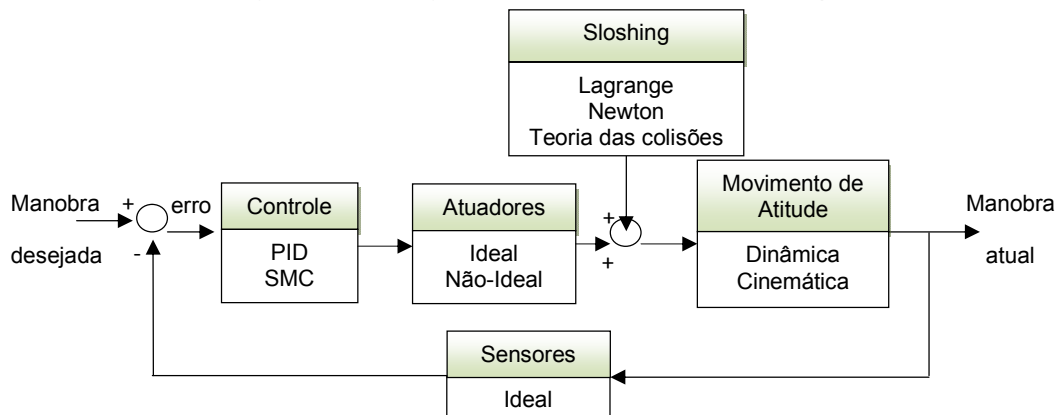 Sloshing
Lagrange
Newton
Teoria das colisões
Manobra
desejada
+
-
erro
Controle
PID
SMC
Atuadores
Ideal
Não-Ideal
+
+
Movimento de
Atitude
Dinâmica
Cinemática
Manobra
atual
Sensores
Ideal